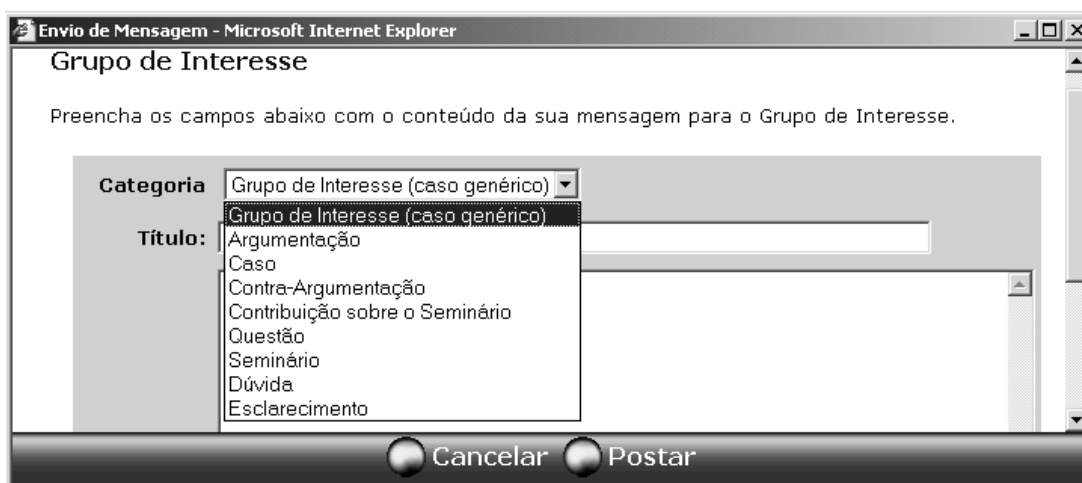 Envio de Mensagem - Microsoft Internet Explorer
Grupo de Interesse
Preencha os campos abaixo com o conteúdo da sua mensagem para o Grupo de Interesse.
Categoria Grupo de Interesse (caso genérico)
Grupo de Interesse (caso genérico)
Título:
Argumentação
Caso
Contra-Argumentação
Contribuição sobre o Seminário
Questão
Seminário
Dúvida
Esclarecimento
Cancelar Postar